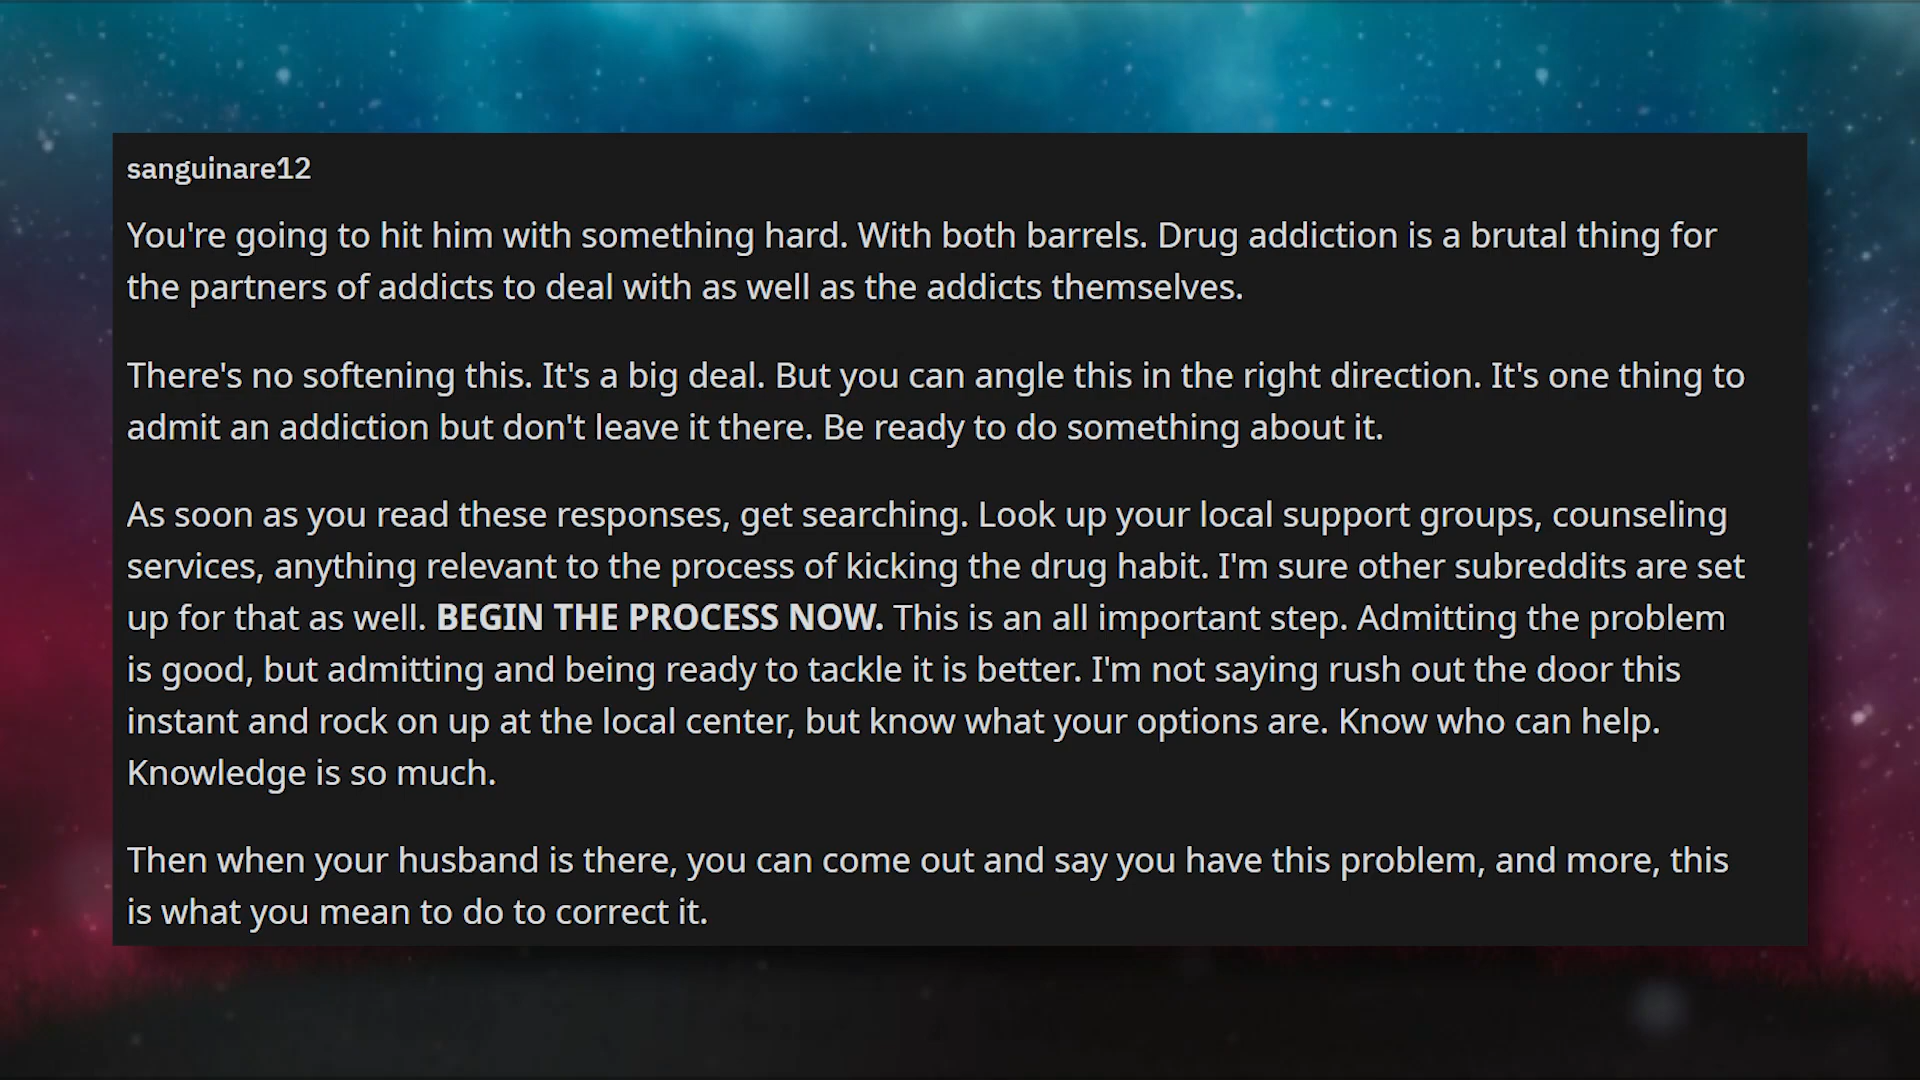 sanguinare12
You're going to hit him with something hard. With both barrels. Drug addiction is a brutal thing for
the partners of addicts to deal with as well as the addicts themselves.
There's no softening this. It's a big deal. But you can angle this in the right direction. It's one thing to
admit an addiction but don't leave it there. Be ready to do something about it.
As soon as you read these responses, get searching. Look up your local support groups, counseling
services, anything relevant to the process of kicking the drug habit. I'm sure other subreddits are set
up for that as well. BEGIN THE PROCESS NOW. This is an all important step. Admitting the problem
is good, but admitting and being ready to tackle it is better. I'm not saying rush out the door this
instant and rock on up at the local center, but know what your options are. Know who can help.
Knowledge is so much.
Then when your husband is there, you can come out and say you have this problem, and more, this
is what you mean to do to correct it.